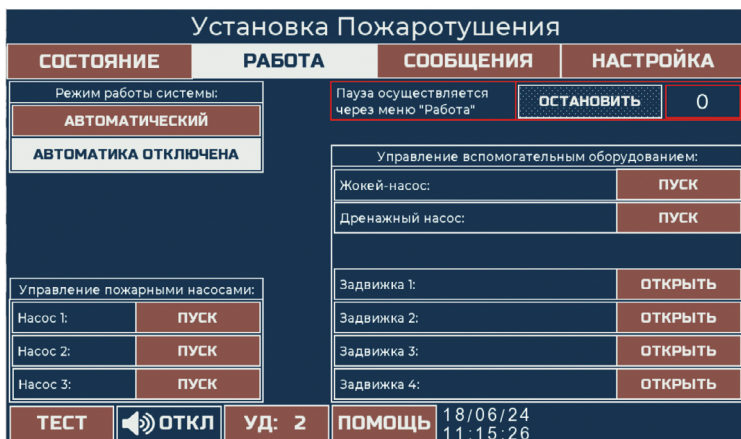 Установка Пожаротушения
СОСТОЯНИЕ РАБОТА СООБЩЕНИЯ НАСТРОЙКА
Режим работы системы:
АВТОМАТИЧЕСКИЙ
АВТОМАТИКА ОТКЛЮЧЕНА
Пауза осуществляется
через меню "Работа"
ОСТАНОВИТЬ 0
Управление вспомогательным оборудованием:
Жокей-насос: ПУСК
Дренажный насос: ПУСК
Задвижка 1: ОТКРЫТЬ
Задвижка 2: ОТКРЫТЬ
Задвижка 3: ОТКРЫТЬ
Задвижка 4: ОТКРЫТЬ
Управление пожарными насосами:
Насос 1: ПУСК
Насос 2: ПУСК
Насос 3: ПУСК
ТЕСТ ОТКЛ УД: 2 ПОМОЩЬ
18/06/24
11:15:26